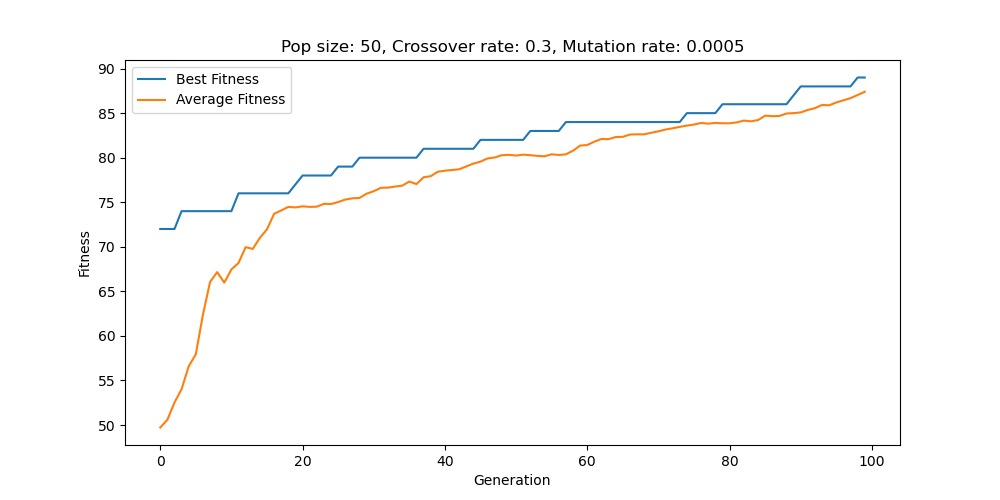 Pop size: 50, Crossover rate: 0.3, Mutation rate: 0.0005
Best Fitness
Average Fitness
90
85
80
75
70
65
60
55
50
Fitness
0 20 40 60 80 100
Generation